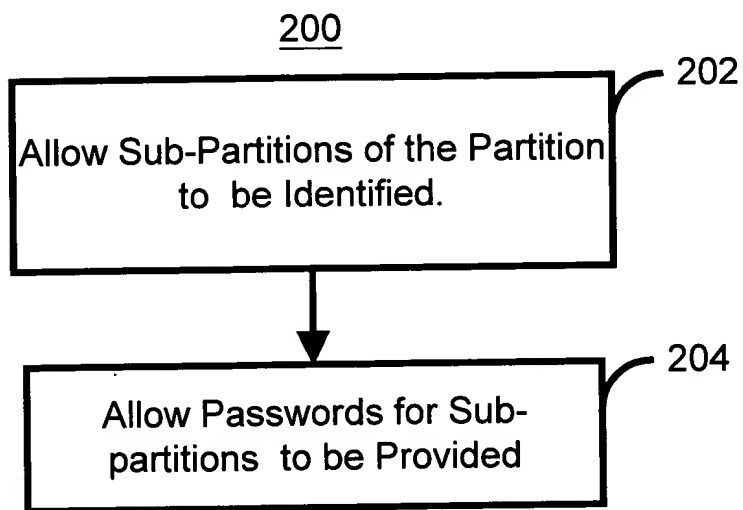 200
202
Allow Sub-Partitions of the Partition
to be Identified.
204
Allow Passwords for Sub-
partitions to be Provided